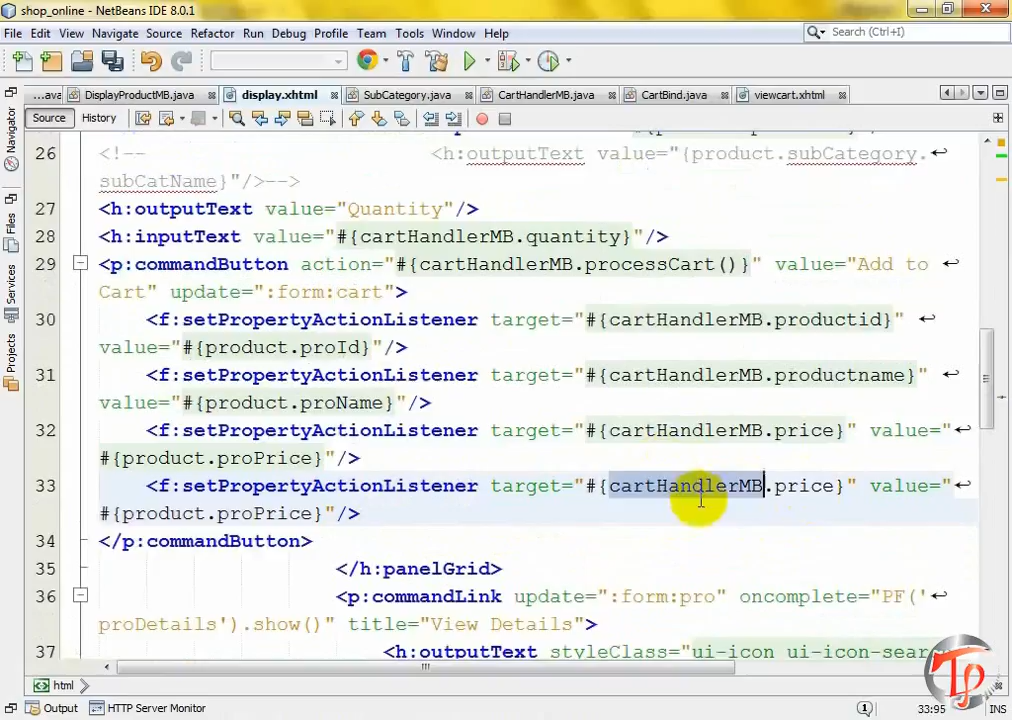 shop_online - NetBeans IDE 8.0.1
File Edit View Navigate Source Refactor Run Debug Profile Team Tools Window Help
Search (Ctrl+I)
...ava DisplayProductMB.java display.xhtml SubCategory.java CartHandlerMB.java CartBind.java viewcart.xhtml
Source History
Navigator
Files
Services
Projects
26 <!-- <h:outputText value="{product.subCategory.
subCatName}"/>-->
27 <h:outputText value="Quantity"/>
28 <h:inputText value="#{cartHandlerMB.quantity}"/>
29 <p:commandButton action="#{cartHandlerMB.processCart()}" value="Add to
Cart" update=":form:cart">
30 <f:setPropertyActionListener target="#{cartHandlerMB.productid}"
value="#{product.proId}"/>
31 <f:setPropertyActionListener target="#{cartHandlerMB.productname}"
value="#{product.proName}"/>
32 <f:setPropertyActionListener target="#{cartHandlerMB.price}" value="
#{product.proPrice}"/>
33 <f:setPropertyActionListener target="#{cartHandlerMB.price}" value="
#{product.proPrice}"/>
34 </p:commandButton>
35 </h:panelGrid>
36 <p:commandLink update=":form:pro" oncomplete="PF('
proDetails').show()" title="View Details">
37 <h:outputText styleClass="ui-icon ui-icon-sear
html
Output HTTP Server Monitor 1 33:95 INS
Tp